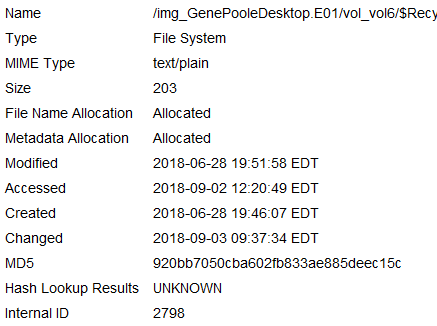 Name /img_GenePooleDesktop.E01/vol_vol6/$Recy
Type File System
MIME Type text/plain
Size 203
File Name Allocation Allocated
Metadata Allocation Allocated
Modified 2018-06-28 19:51:58 EDT
Accessed 2018-09-02 12:20:49 EDT
Created 2018-06-28 19:46:07 EDT
Changed 2018-09-03 09:37:34 EDT
MD5 920bb7050cba602fb833ae885deec15c
Hash Lookup Results UNKNOWN
Internal ID 2798